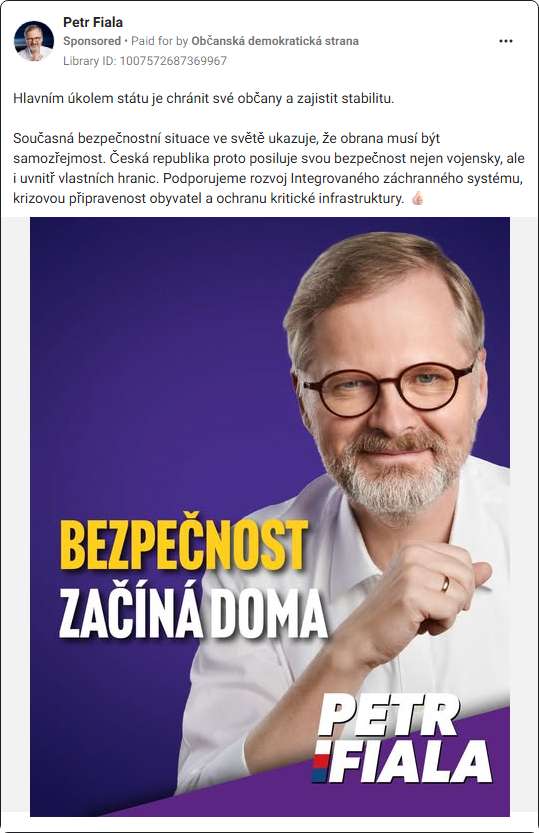 Petr Fiala
Sponsored • Paid for by Občanská demokratická strana
Library ID: 1007572687369967
Hlavním úkolem státu je chránit své občany a zajistit stabilitu.
Současná bezpečnostní situace ve světě ukazuje, že obrana musí být
samozřejmost. Česká republika proto posiluje svou bezpečnost nejen vojensky, ale
i uvnitř vlastních hranic. Podporujeme rozvoj Integrovaného záchranného systému,
krizovou připravenost obyvatel a ochranu kritické infrastruktury. 👍🏻
BEZPEČNOST
ZAČÍNÁ DOMA
PETR
FIALA